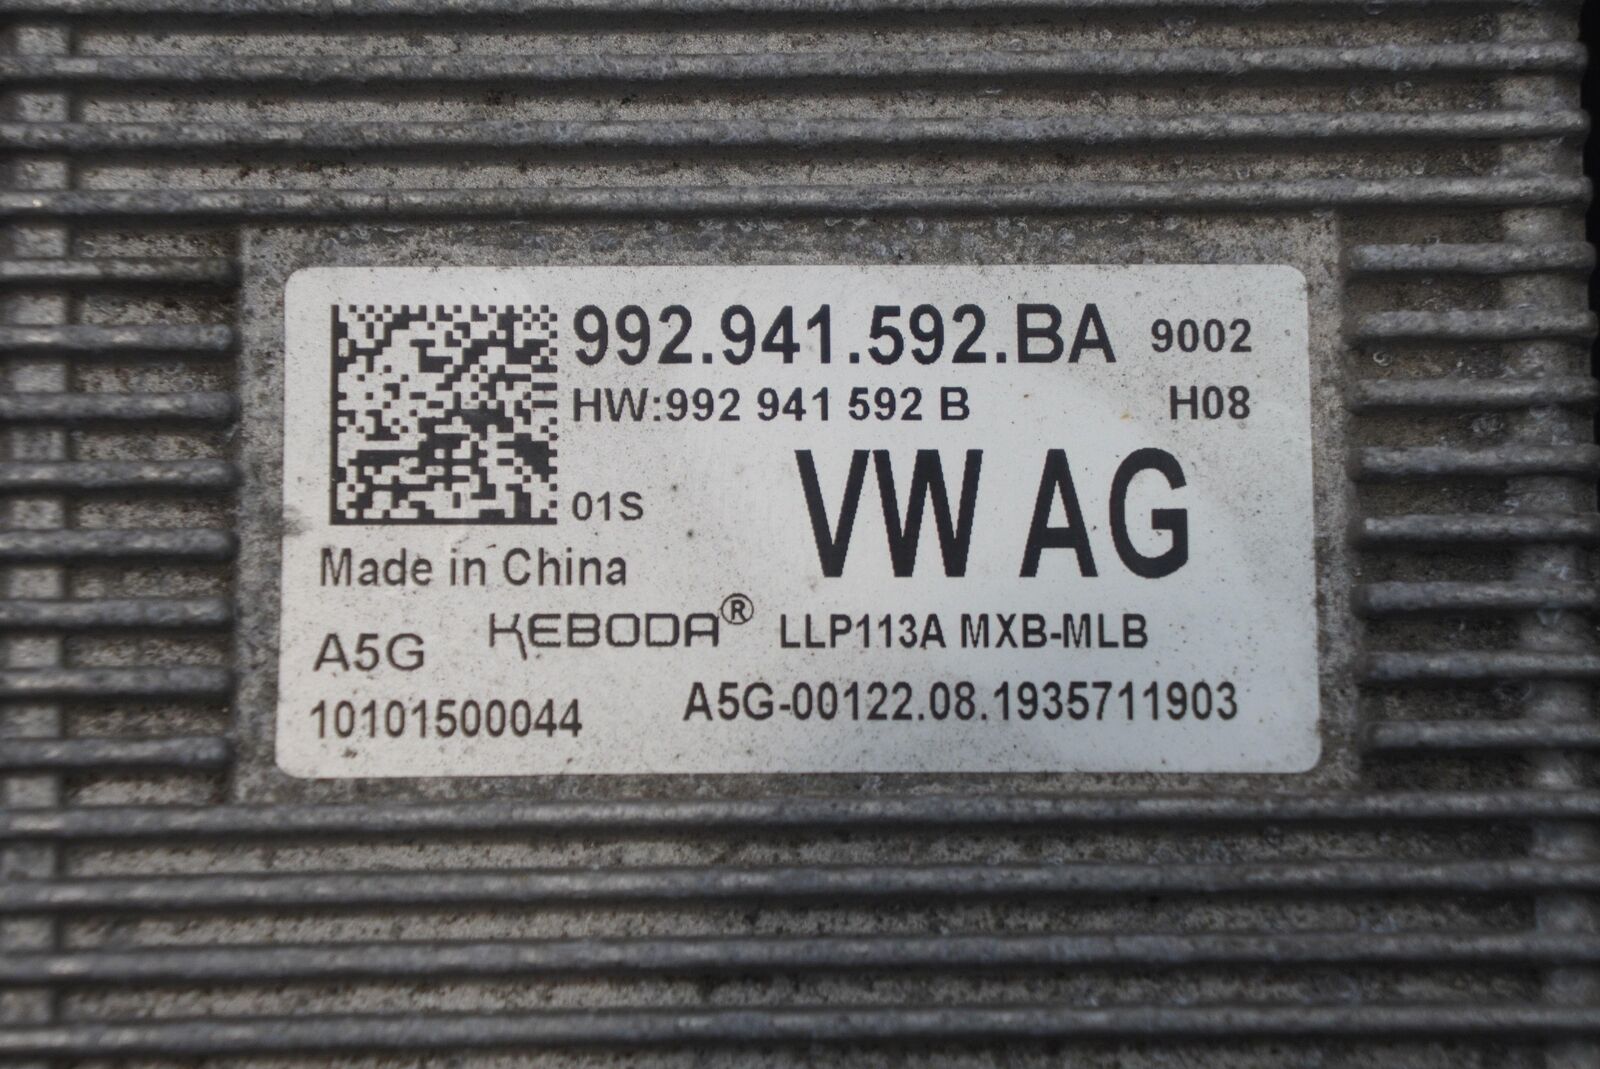 992.941.592.BA 9002
HW:992 941 592 B H08
VW AG
01S
Made in China
KEBODA® LLP113A MXB-MLB
A5G
10101500044 A5G-00122.08.1935711903